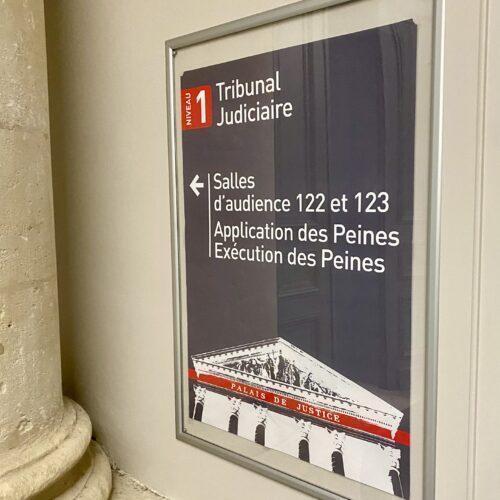 NIVEAU 1
Tribunal
Judiciaire
←
Salles
d'audience 122 et 123
Application des Peines
Exécution des Peines
PALAIS DE JUSTICE